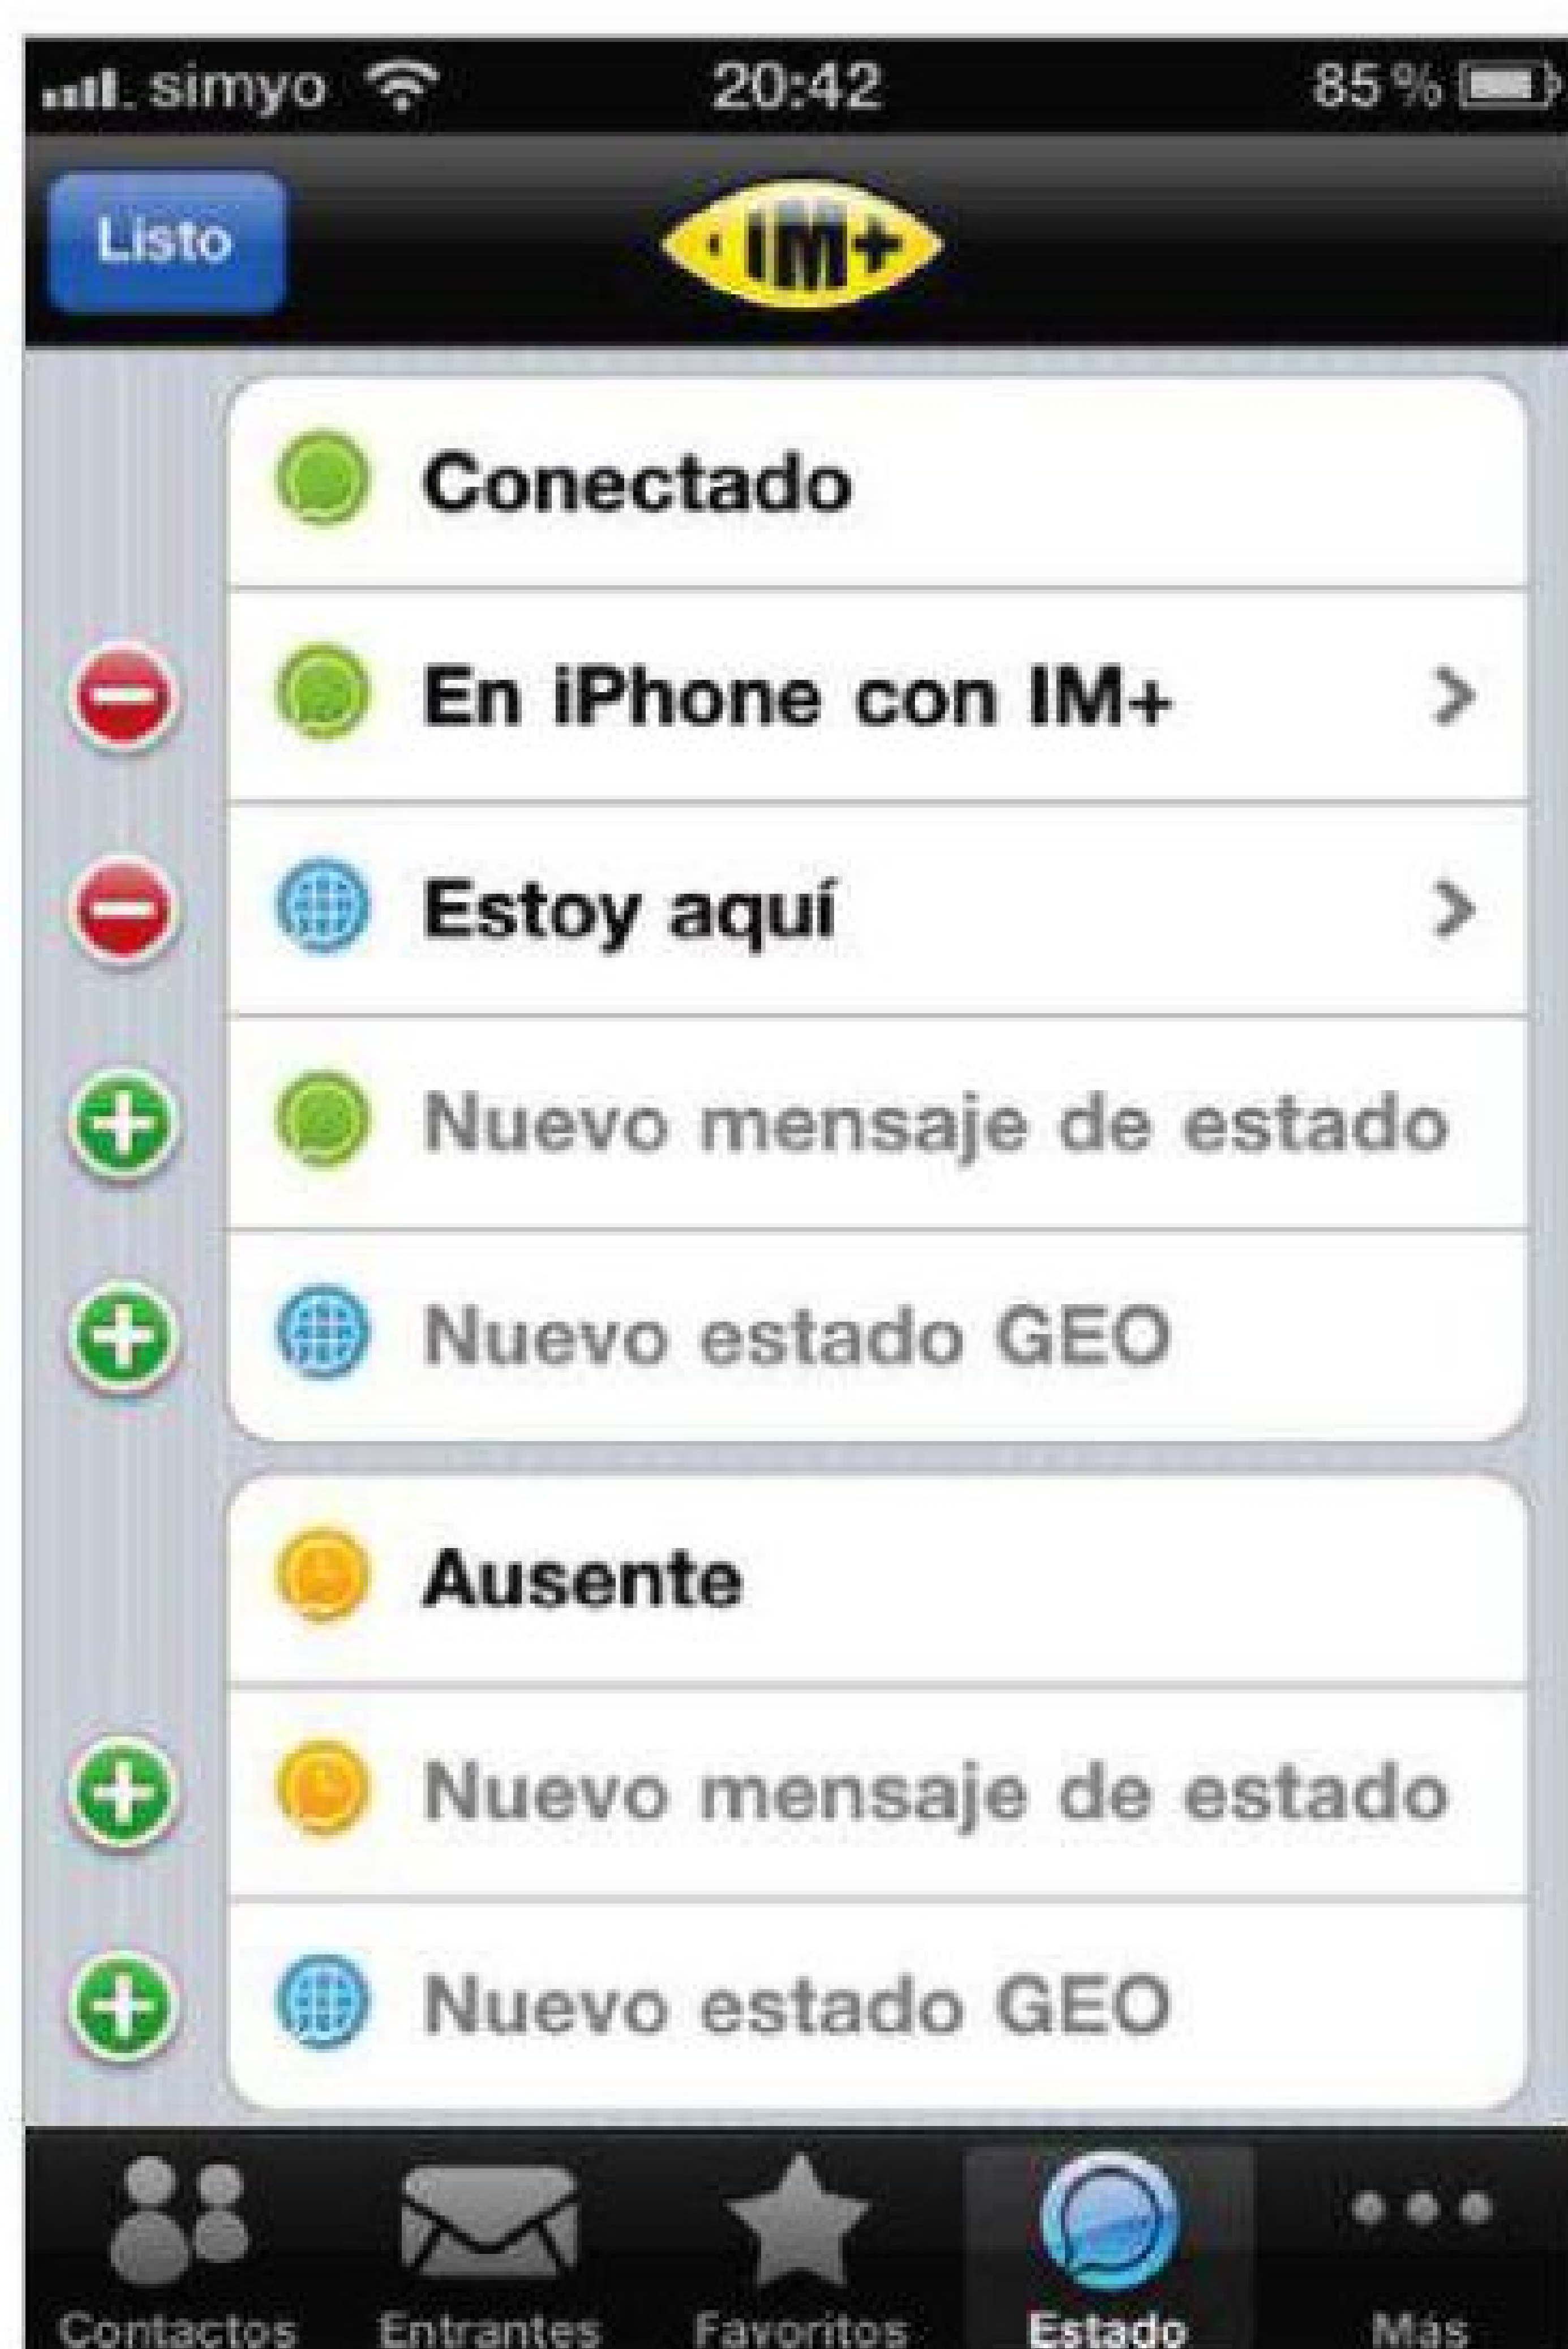 simyo 20:42 85 %
Listo IM+
Conectado
En iPhone con IM+
Estoy aquí
Nuevo mensaje de estado
Nuevo estado GEO
Ausente
Nuevo mensaje de estado
Nuevo estado GEO
Contactos Entrantes Favoritos Estado Más